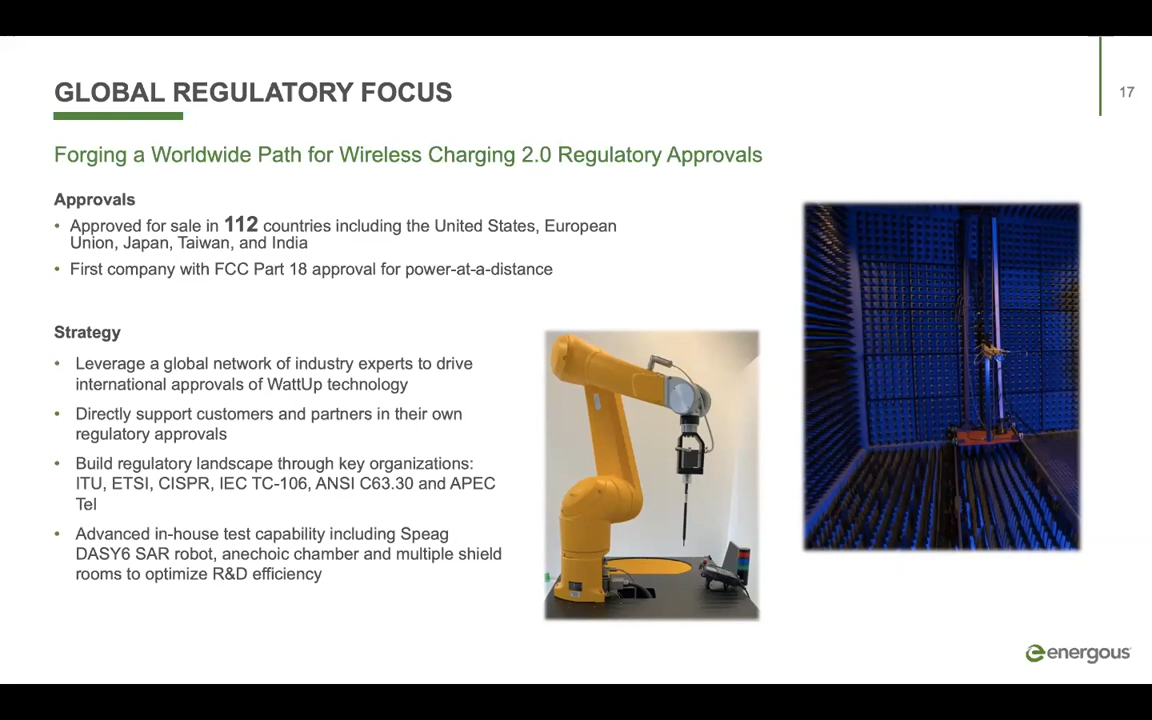 GLOBAL REGULATORY FOCUS
17
Forging a Worldwide Path for Wireless Charging 2.0 Regulatory Approvals
Approvals
• Approved for sale in 112 countries including the United States, European
Union, Japan, Taiwan, and India
• First company with FCC Part 18 approval for power-at-a-distance
Strategy
• Leverage a global network of industry experts to drive
international approvals of WattUp technology
• Directly support customers and partners in their own
regulatory approvals
• Build regulatory landscape through key organizations:
ITU, ETSI, CISPR, IEC TC-106, ANSI C63.30 and APEC
Tel
• Advanced in-house test capability including Speag
DASY6 SAR robot, anechoic chamber and multiple shield
rooms to optimize R&D efficiency
energous